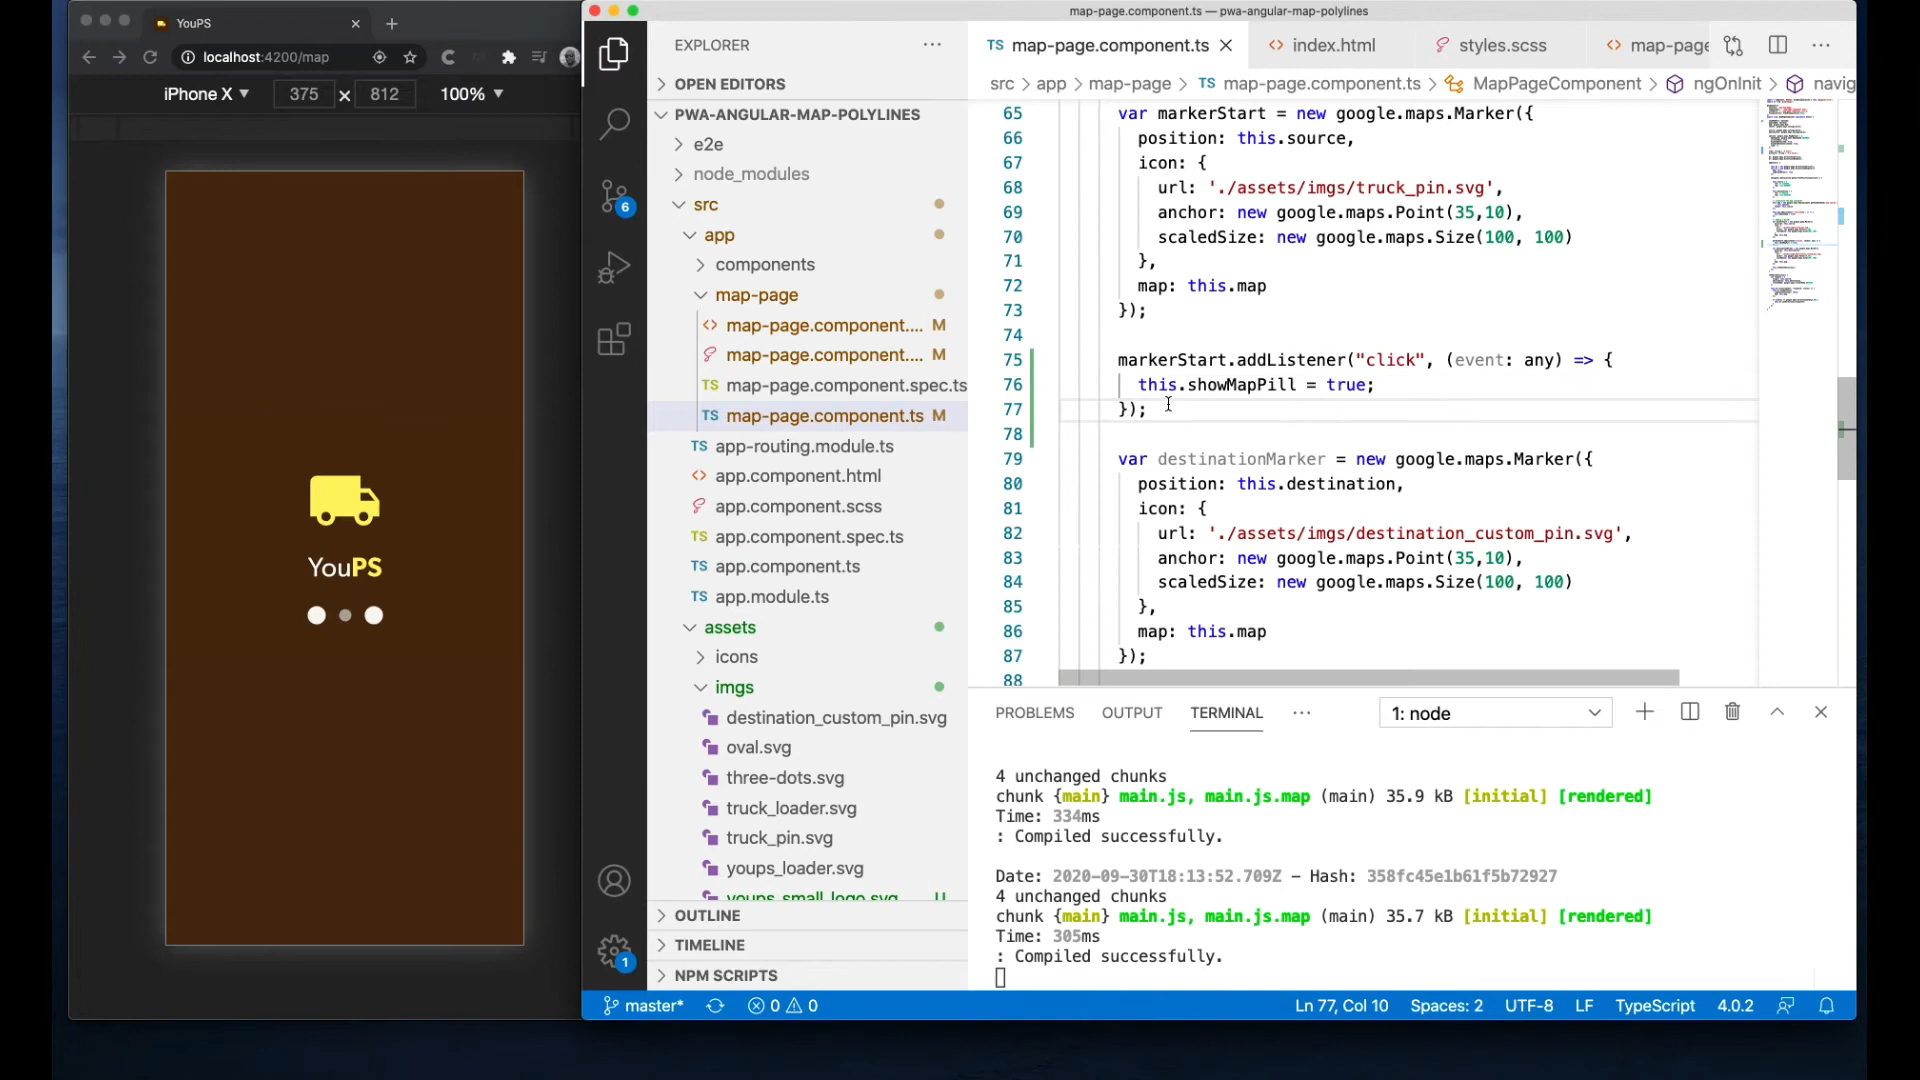 YouPS
localhost:4200/map
iPhone X ▼ 375 × 812 100% ▼
YouPS
map-page.component.ts — pwa-angular-map-polylines
EXPLORER
OPEN EDITORS
PWA-ANGULAR-MAP-POLYLINES
e2e
node_modules
src
app
components
map-page
map-page.component.... M
map-page.component.... M
TS map-page.component.spec.ts
TS map-page.component.ts M
TS app-routing.module.ts
app.component.html
app.component.scss
TS app.component.spec.ts
TS app.component.ts
TS app.module.ts
assets
icons
imgs
destination_custom_pin.svg
oval.svg
three-dots.svg
truck_loader.svg
truck_pin.svg
youps_loader.svg
youps_small_logo.svg U
OUTLINE
TIMELINE
NPM SCRIPTS
6
1
TS map-page.component.ts index.html styles.scss map-page
src > app > map-page > TS map-page.component.ts > MapPageComponent > ngOnInit > navig
65 var markerStart = new google.maps.Marker({
66 position: this.source,
67 icon: {
68 url: './assets/imgs/truck_pin.svg',
69 anchor: new google.maps.Point(35,10),
70 scaledSize: new google.maps.Size(100, 100)
71 },
72 map: this.map
73 });
74
75 markerStart.addListener("click", (event: any) => {
76 this.showMapPill = true;
77 });
78
79 var destinationMarker = new google.maps.Marker({
80 position: this.destination,
81 icon: {
82 url: './assets/imgs/destination_custom_pin.svg',
83 anchor: new google.maps.Point(35,10),
84 scaledSize: new google.maps.Size(100, 100)
85 },
86 map: this.map
87 });
88
PROBLEMS OUTPUT TERMINAL ··· 1: node
4 unchanged chunks
chunk {main} main.js, main.js.map (main) 35.9 kB [initial] [rendered]
Time: 334ms
: Compiled successfully.
Date: 2020-09-30T18:13:52.709Z - Hash: 358fc45e1b61f5b72927
4 unchanged chunks
chunk {main} main.js, main.js.map (main) 35.7 kB [initial] [rendered]
Time: 305ms
: Compiled successfully.
master* 0 0 Ln 77, Col 10 Spaces: 2 UTF-8 LF TypeScript 4.0.2